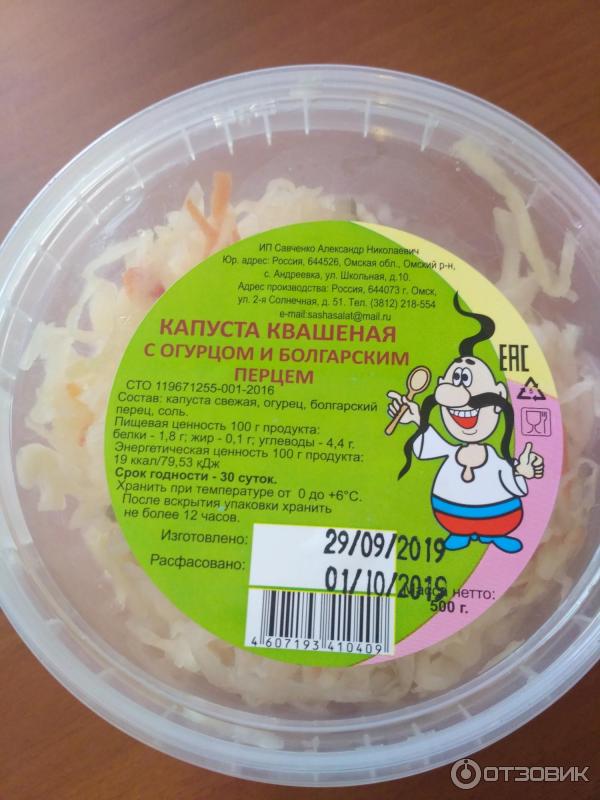 ИП Савченко Александр Николаевич
Юр. адрес: Россия, 644526, Омская обл., Омский р-н,
с. Андреевка, ул. Школьная, д.10.
Адрес производства: Россия, 644073 г. Омск,
ул. 2-я Солнечная, д. 51. Тел. (3812) 218-554
e-mail:sashasalat@mail.ru
КАПУСТА КВАШЕНАЯ
С ОГУРЦОМ И БОЛГАРСКИМ
ПЕРЦЕМ
EAC
СТО 119671255-001-2016
Состав: капуста свежая, огурец, болгарский
перец, соль.
Пищевая ценность 100 г продукта:
белки - 1,8 г; жир - 0,1 г; углеводы - 4,4 г.
Энергетическая ценность 100 г продукта:
19 ккал/79,53 кДж
Срок годности - 30 суток.
Хранить при температуре от 0 до +6°С.
После вскрытия упаковки хранить
не более 12 часов.
Изготовлено: 29/09/2019
Расфасовано: 01/10/2019
Масса нетто:
500 г.
4 607193 410409
ОТЗОВИК